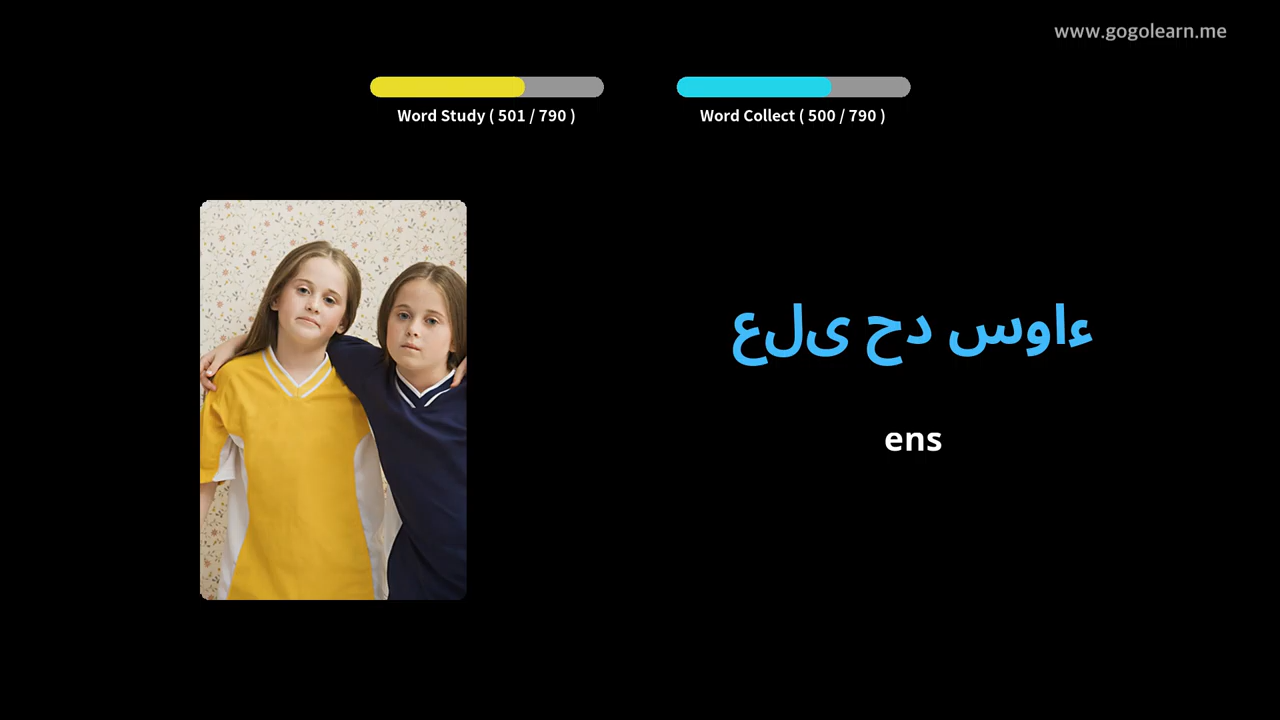 www.gogolearn.me
Word Study ( 501 / 790 )
Word Collect ( 500 / 790 )
على حد سواء
ens